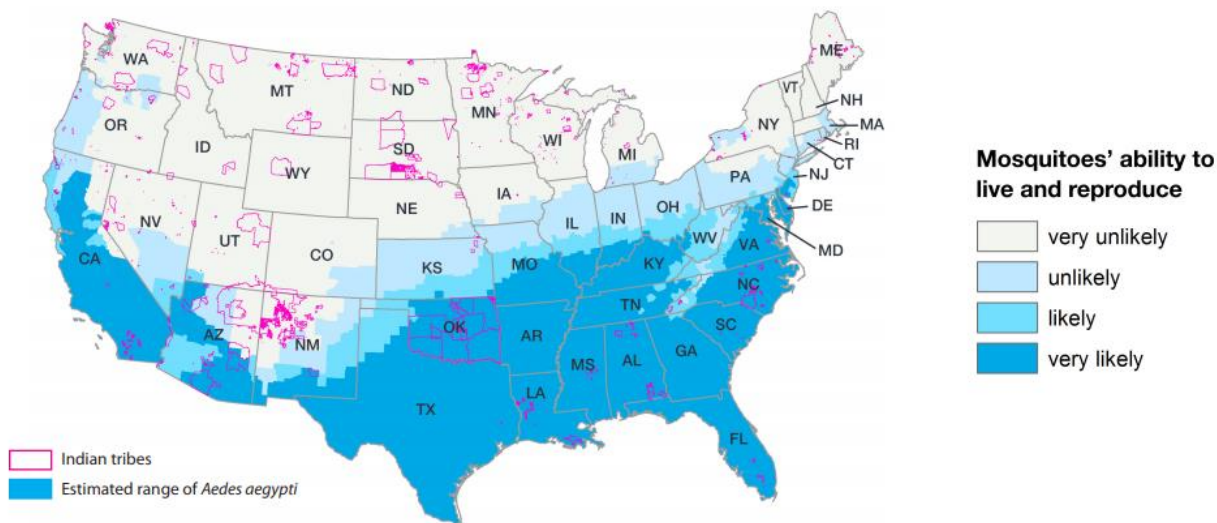 WA
MT
ND
MN
ME
VT
NH
MA
RI
CT
NY
WI
MI
OR
ID
SD
WY
IA
NE
PA
NJ
DE
MD
NV
UT
CO
IL
IN
OH
WV
VA
KS
MO
KY
CA
AZ
NM
OK
TN
NC
AR
SC
MS
AL
GA
TX
LA
FL
Indian tribes
Estimated range of Aedes aegypti
Mosquitoes' ability to
live and reproduce
very unlikely
unlikely
likely
very likely